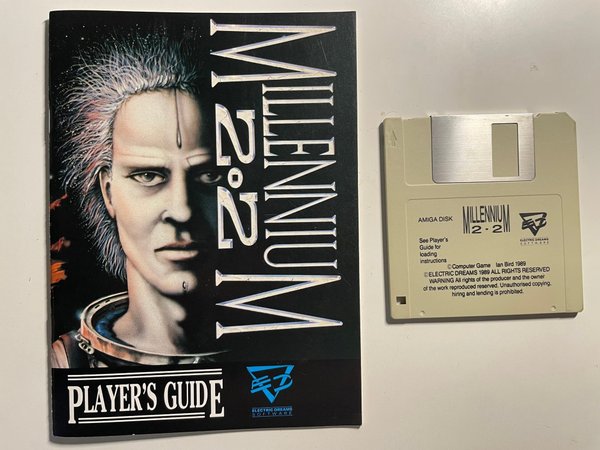 MILLENNIUM
2·2
PLAYER'S GUIDE
ED
ELECTRIC DREAMS
SOFTWARE
AMIGA DISK
MILLENNIUM
2·2
ED
ELECTRIC DREAMS
SOFTWARE
See Player's
Guide for
loading
instructions
©Computer Game Ian Bird 1989
©ELECTRIC DREAMS 1989 ALL RIGHTS RESERVED
WARNING All rights of the producer and the owner
of the work reproduced reserved. Unauthorised copying,
hiring and lending is prohibited.